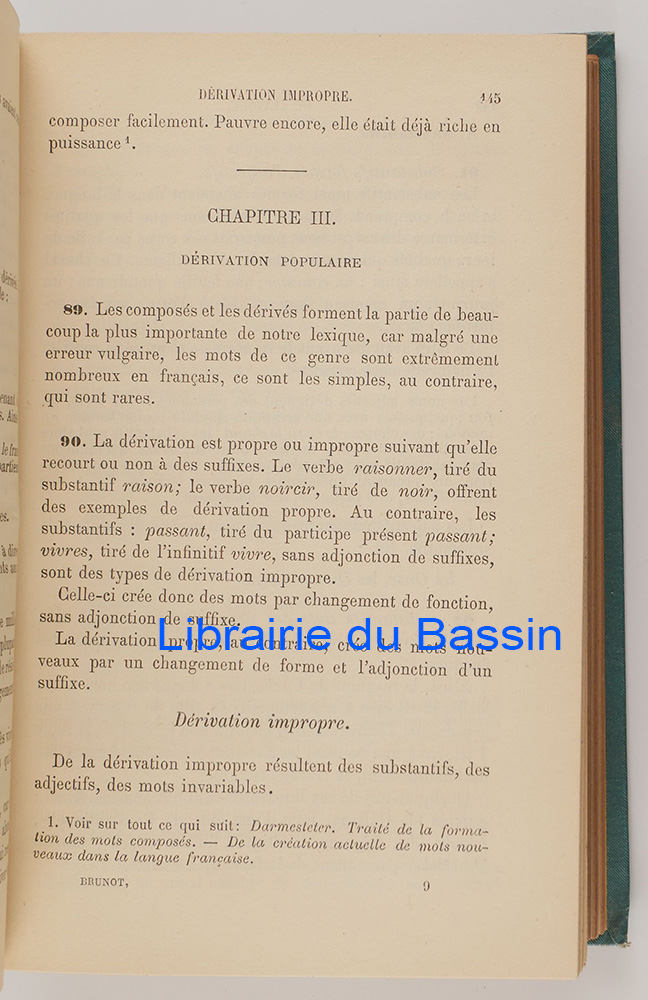 DÉRIVATION IMPROPRE. 145
composer facilement. Pauvre encore, elle était déjà riche en
puissance 1.
CHAPITRE III.
DÉRIVATION POPULAIRE
89. Les composés et les dérivés forment la partie de beau-
coup la plus importante de notre lexique, car malgré une
erreur vulgaire, les mots de ce genre sont extrêmement
nombreux en français, ce sont les simples, au contraire,
qui sont rares.
90. La dérivation est propre ou impropre suivant qu'elle
recourt ou non à des suffixes. Le verbe raisonner, tiré du
substantif raison; le verbe noircir, tiré de noir, offrent
des exemples de dérivation propre. Au contraire, les
substantifs : passant, tiré du participe présent passant;
vivres, tiré de l'infinitif vivre, sans adjonction de suffixes,
sont des types de dérivation impropre.
Celle-ci crée donc des mots par changement de fonction,
sans adjonction de suffixe.
Librairie du Bassin
La dérivation propre, au contraire, crée des mots nou-
veaux par un changement de forme et l'adjonction d'un
suffixe.
Dérivation impropre.
De la dérivation impropre résultent des substantifs, des
adjectifs, des mots invariables.
1. Voir sur tout ce qui suit: Darmesteter. Traité de la forma-
tion des mots composés. — De la création actuelle de mots nou-
veaux dans la langue française.
BRUNOT, 9